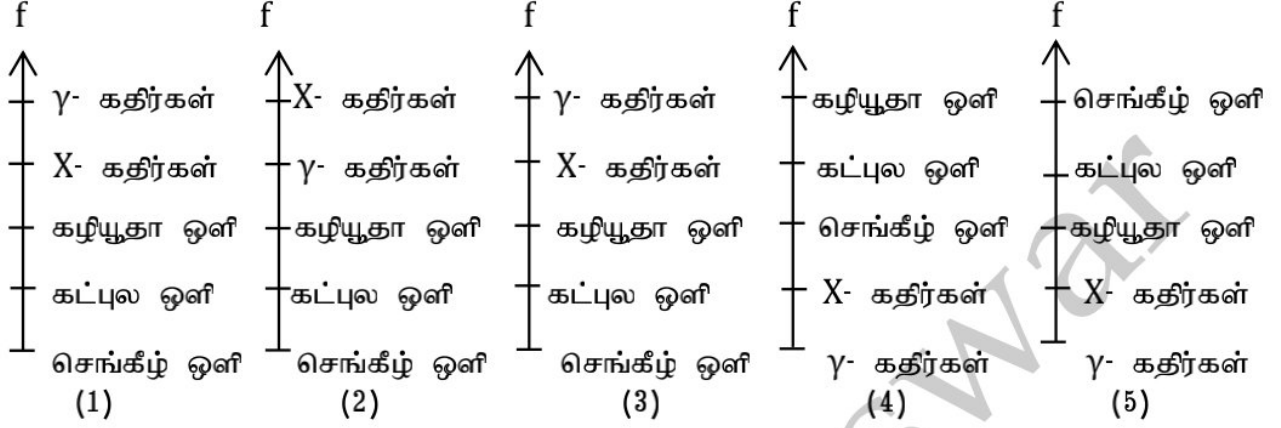 f f f f f
γ- கதிர்கள் X- கதிர்கள் γ- கதிர்கள் கழியூதா ஒளி செங்கீழ் ஒளி
X- கதிர்கள் γ- கதிர்கள் X- கதிர்கள் கட்புல ஒளி கட்புல ஒளி
கழியூதா ஒளி கழியூதா ஒளி கழியூதா ஒளி செங்கீழ் ஒளி கழியூதா ஒளி
கட்புல ஒளி கட்புல ஒளி கட்புல ஒளி X- கதிர்கள் X- கதிர்கள்
செங்கீழ் ஒளி செங்கீழ் ஒளி செங்கீழ் ஒளி γ- கதிர்கள் γ- கதிர்கள்
(1) (2) (3) (4) (5)